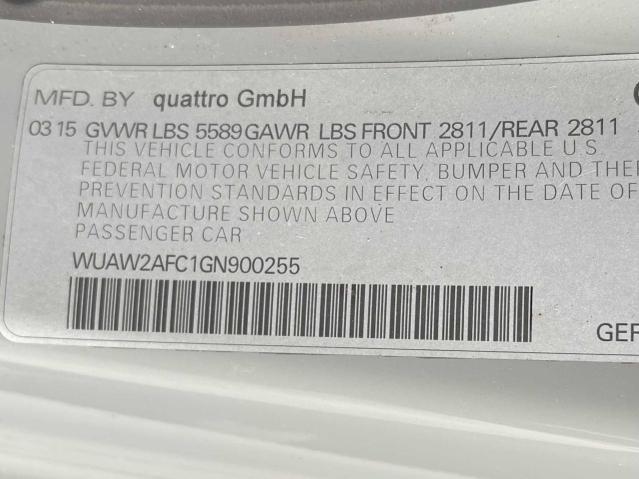 MFD. BY quattro GmbH
03 15 GVWR LBS 5589 GAWR LBS FRONT 2811/REAR 2811
THIS VEHICLE CONFORMS TO ALL APPLICABLE U S
FEDERAL MOTOR VEHICLE SAFETY, BUMPER AND
PREVENTION STANDARDS IN EFFECT ON THE DATE OF
MANUFACTURE SHOWN ABOVE
PASSENGER CAR
WUAW2AFC1GN900255